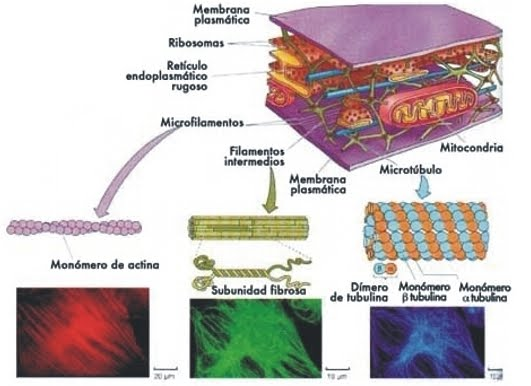 Membrana
plasmática
Ribosomas
Retículo
endoplasmático
rugoso
Microfilamentos
Filamentos
intermedios
Membrana
plasmática
Microtúbulo
Mitocondria
Monómero de actina
Subunidad fibrosa
Dímero
de tubulina
Monómero
β tubulina
Monómero
α tubulina
20 µm
10 µm